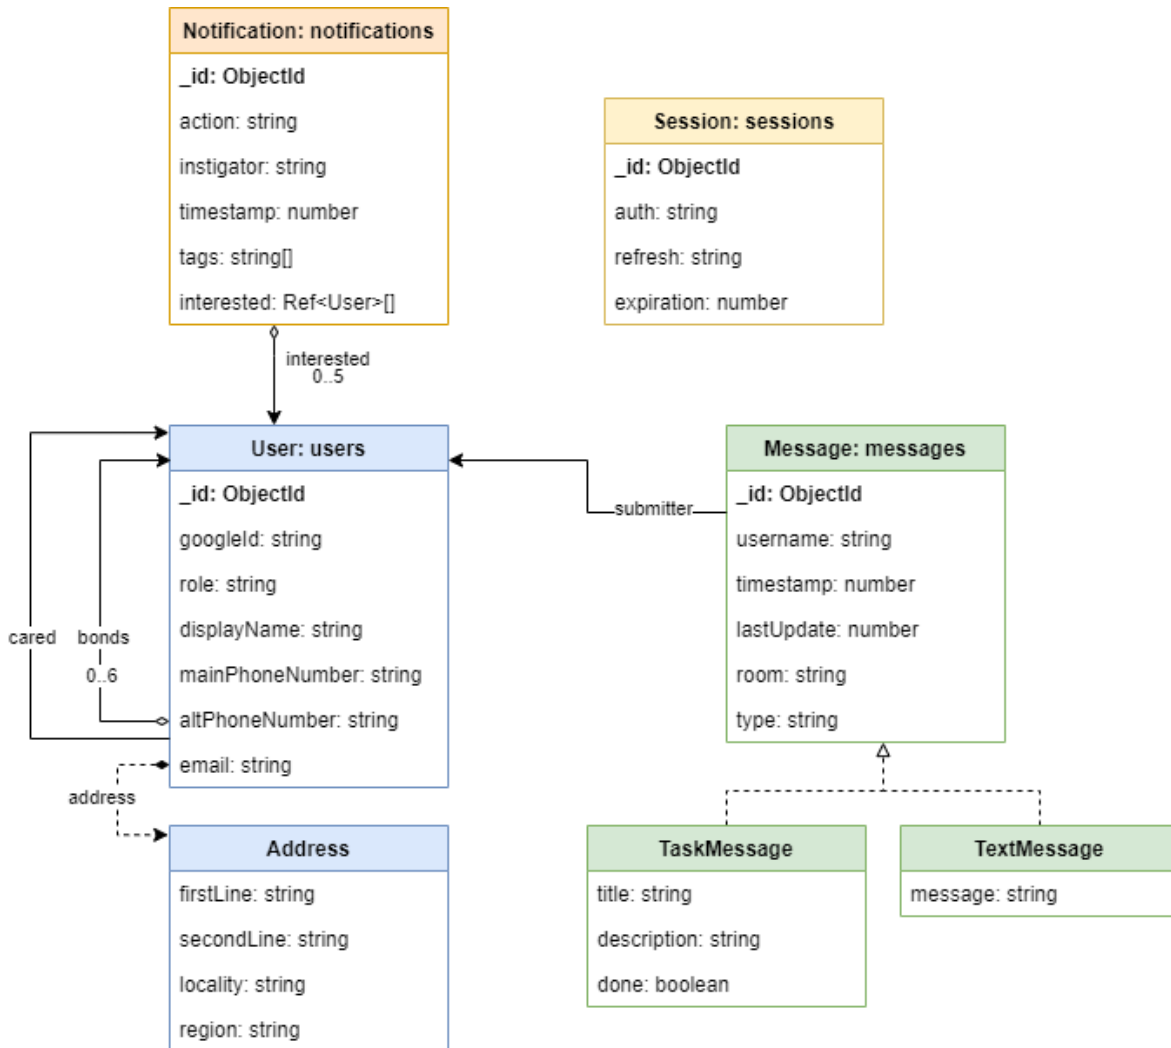 Notification: notifications
_id: ObjectId
action: string
instigator: string
timestamp: number
tags: string[]
interested: Ref<User>[]
Session: sessions
_id: ObjectId
auth: string
refresh: string
expiration: number
interested
0..5
User: users
_id: ObjectId
googleId: string
role: string
displayName: string
mainPhoneNumber: string
altPhoneNumber: string
email: string
cared
bonds
0..6
address
submitter
Message: messages
_id: ObjectId
username: string
timestamp: number
lastUpdate: number
room: string
type: string
Address
firstLine: string
secondLine: string
locality: string
region: string
TaskMessage
title: string
description: string
done: boolean
TextMessage
message: string